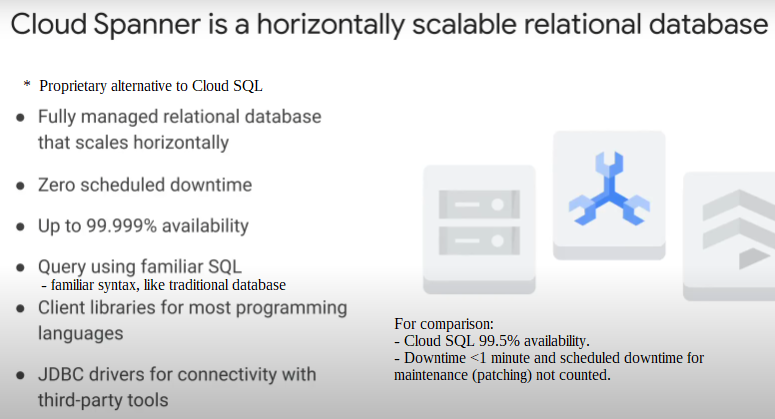 Cloud Spanner is a horizontally scalable relational database
* Proprietary alternative to Cloud SQL
● Fully managed relational database
that scales horizontally
● Zero scheduled downtime
● Up to 99.999% availability
● Query using familiar SQL
- familiar syntax, like traditional database
● Client libraries for most programming
languages
● JDBC drivers for connectivity with
third-party tools
For comparison:
- Cloud SQL 99.5% availability.
- Downtime <1 minute and scheduled downtime for
maintenance (patching) not counted.